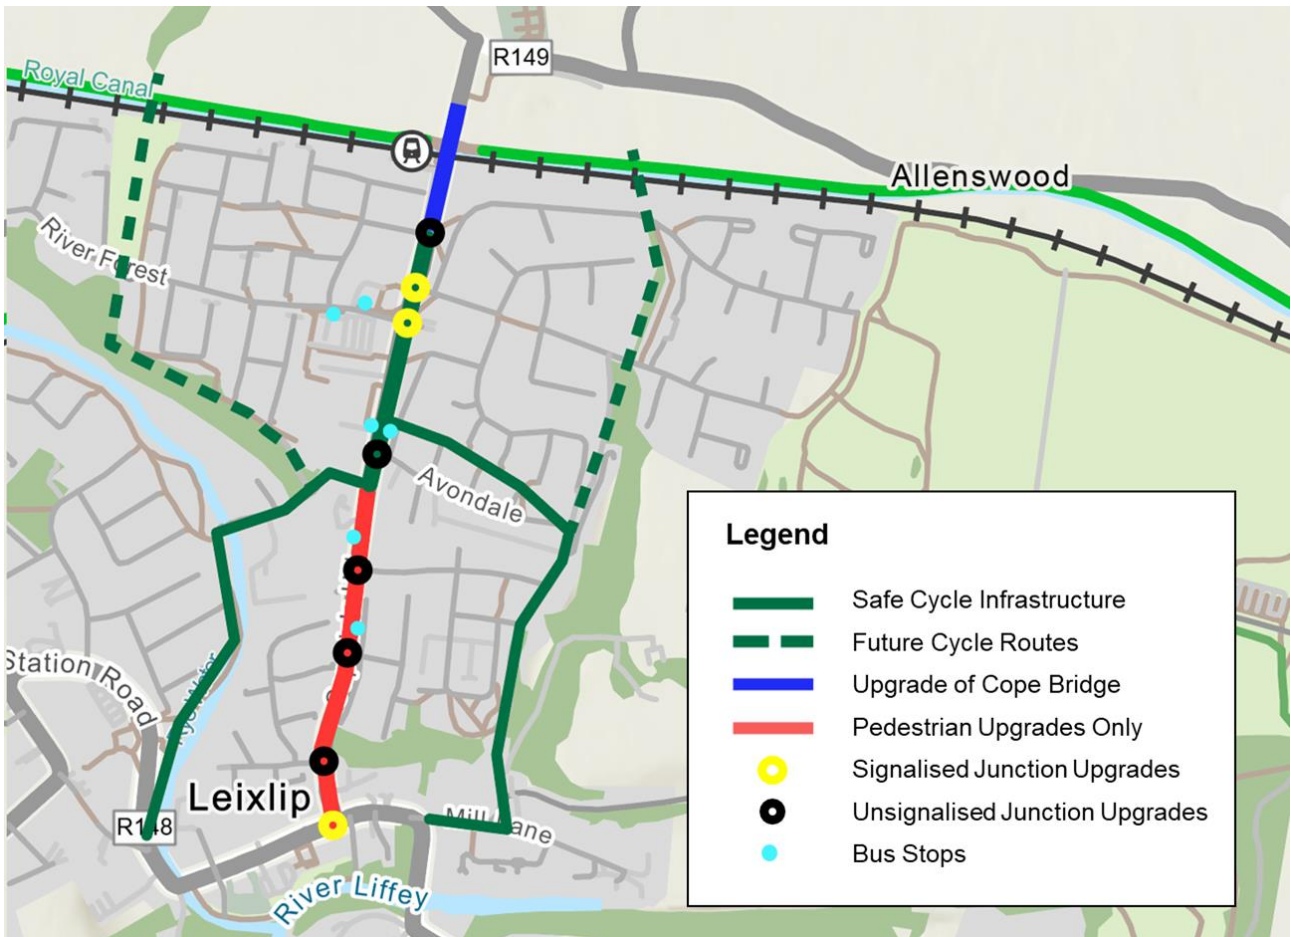 R149
Royal Canal
Allenswood
River Forest
Avondale
Station Road
Leixlip
R148
Mill Lane
River Liffey
Legend
Safe Cycle Infrastructure
Future Cycle Routes
Upgrade of Cope Bridge
Pedestrian Upgrades Only
Signalised Junction Upgrades
Unsignalised Junction Upgrades
Bus Stops